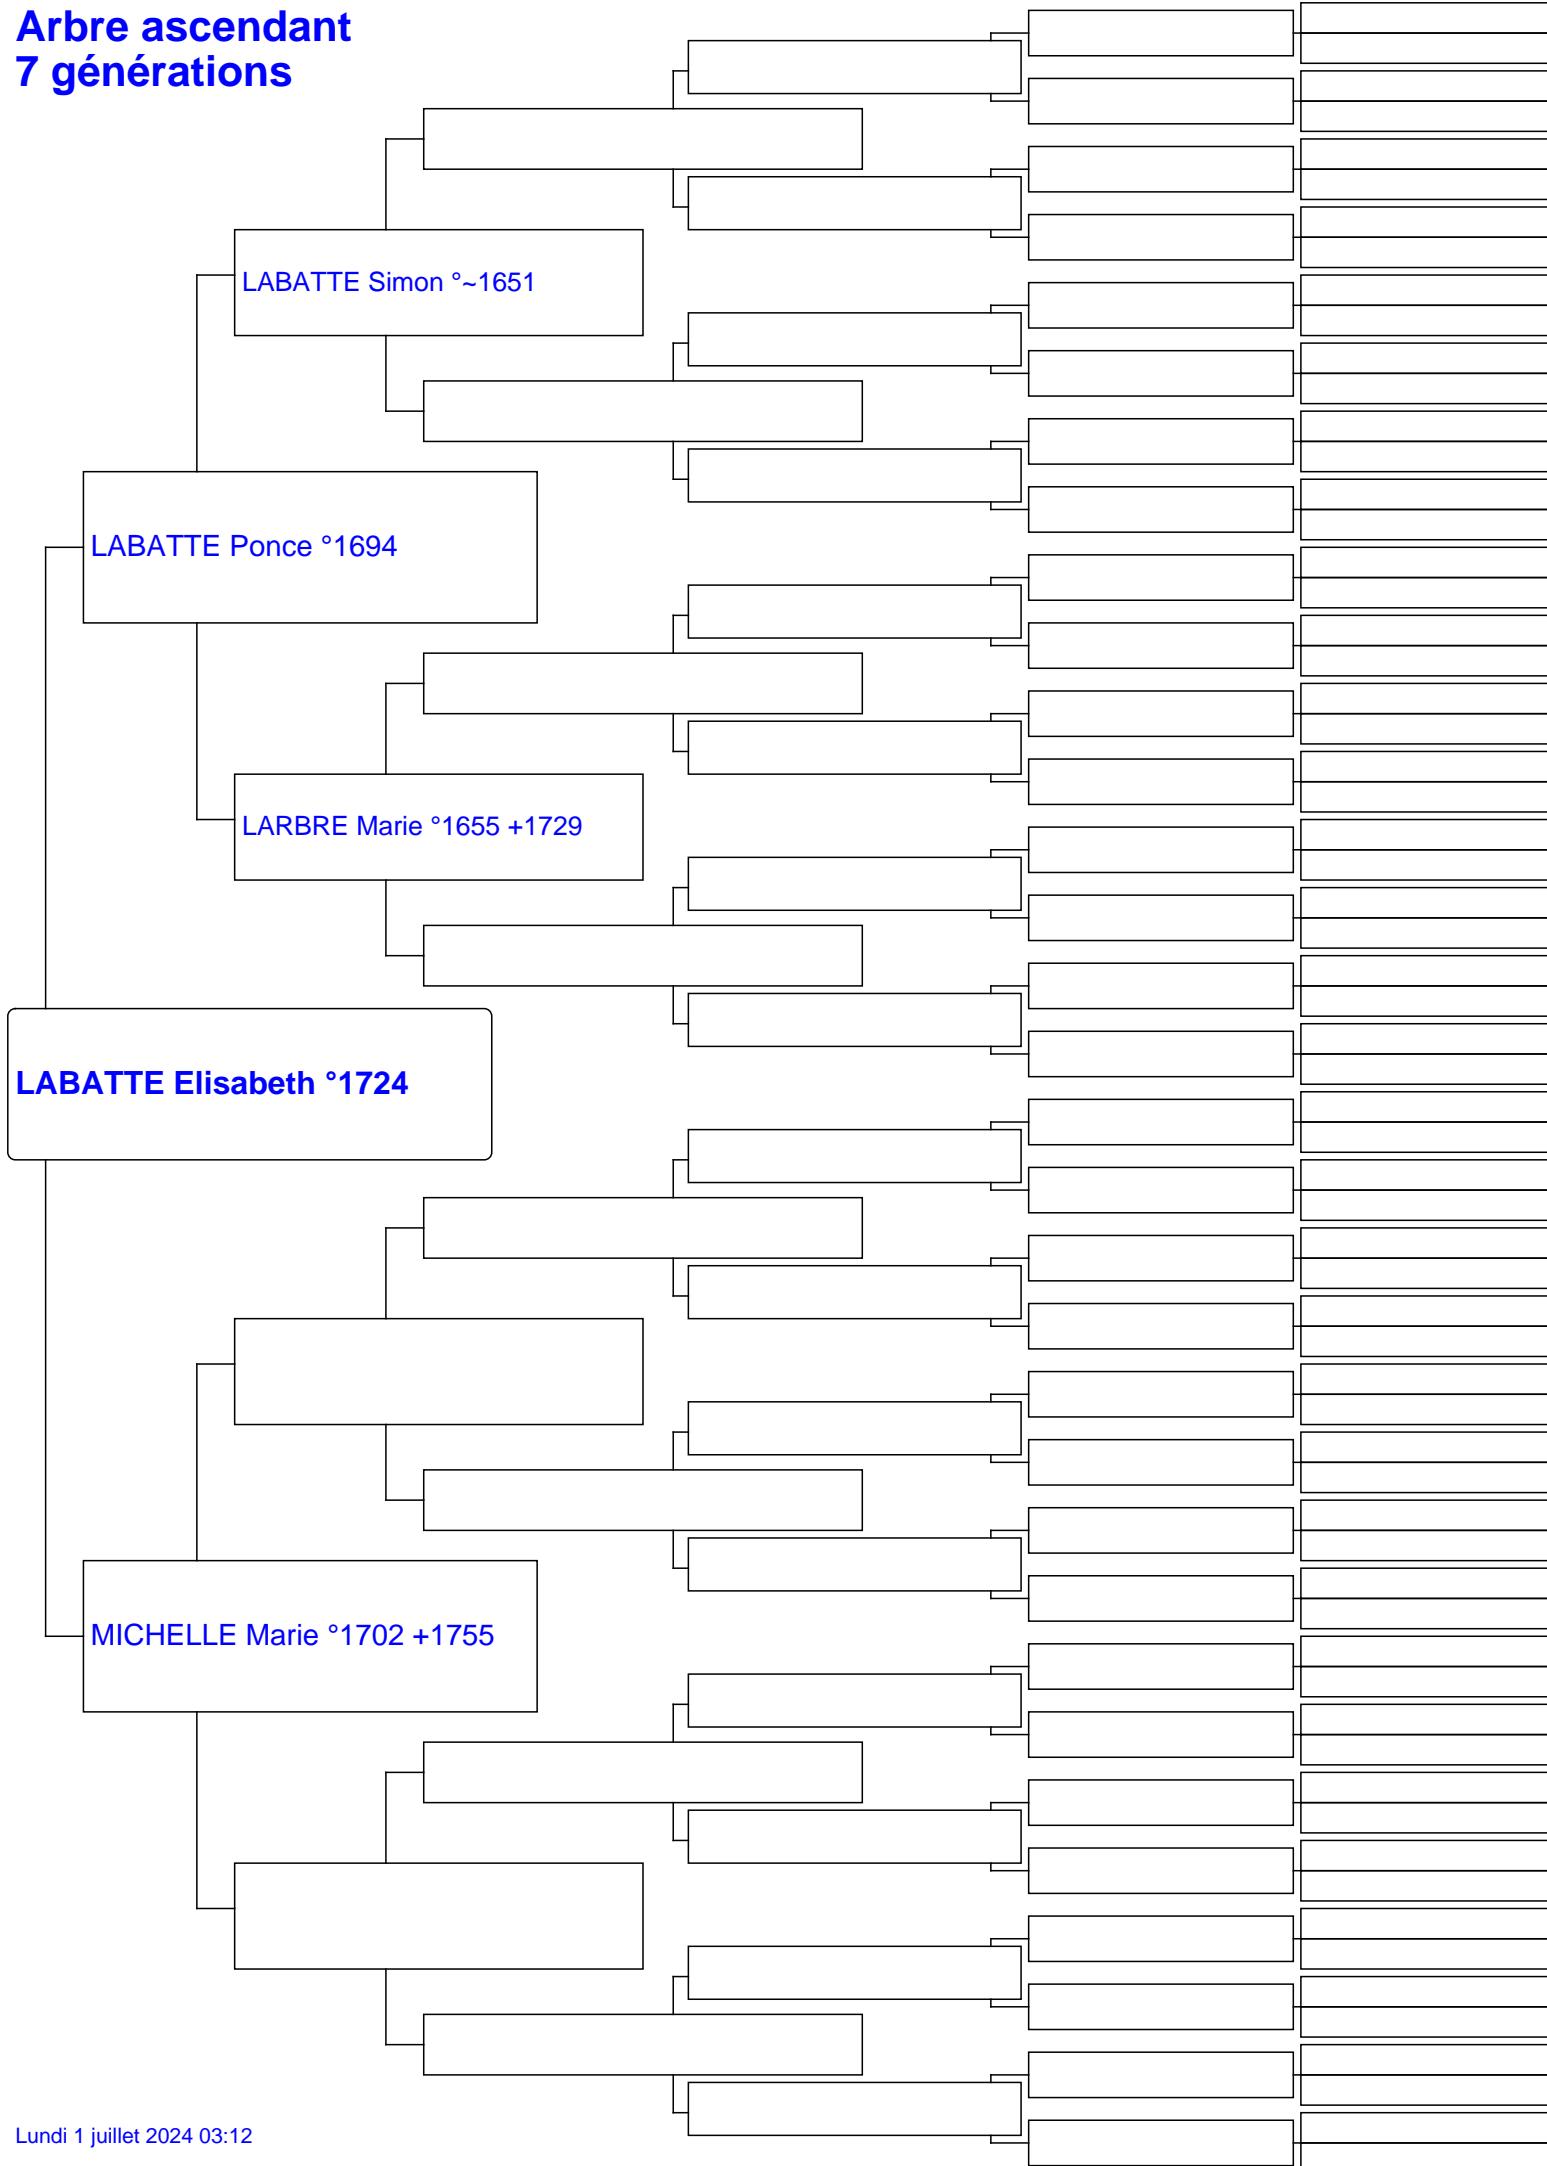 Arbre ascendant
7 générations
LABATTE Simon °~1651
LABATTE Ponce °1694
LARBRE Marie °1655 +1729
LABATTE Elisabeth °1724
MICHELLE Marie °1702 +1755
Lundi 1 juillet 2024 03:12